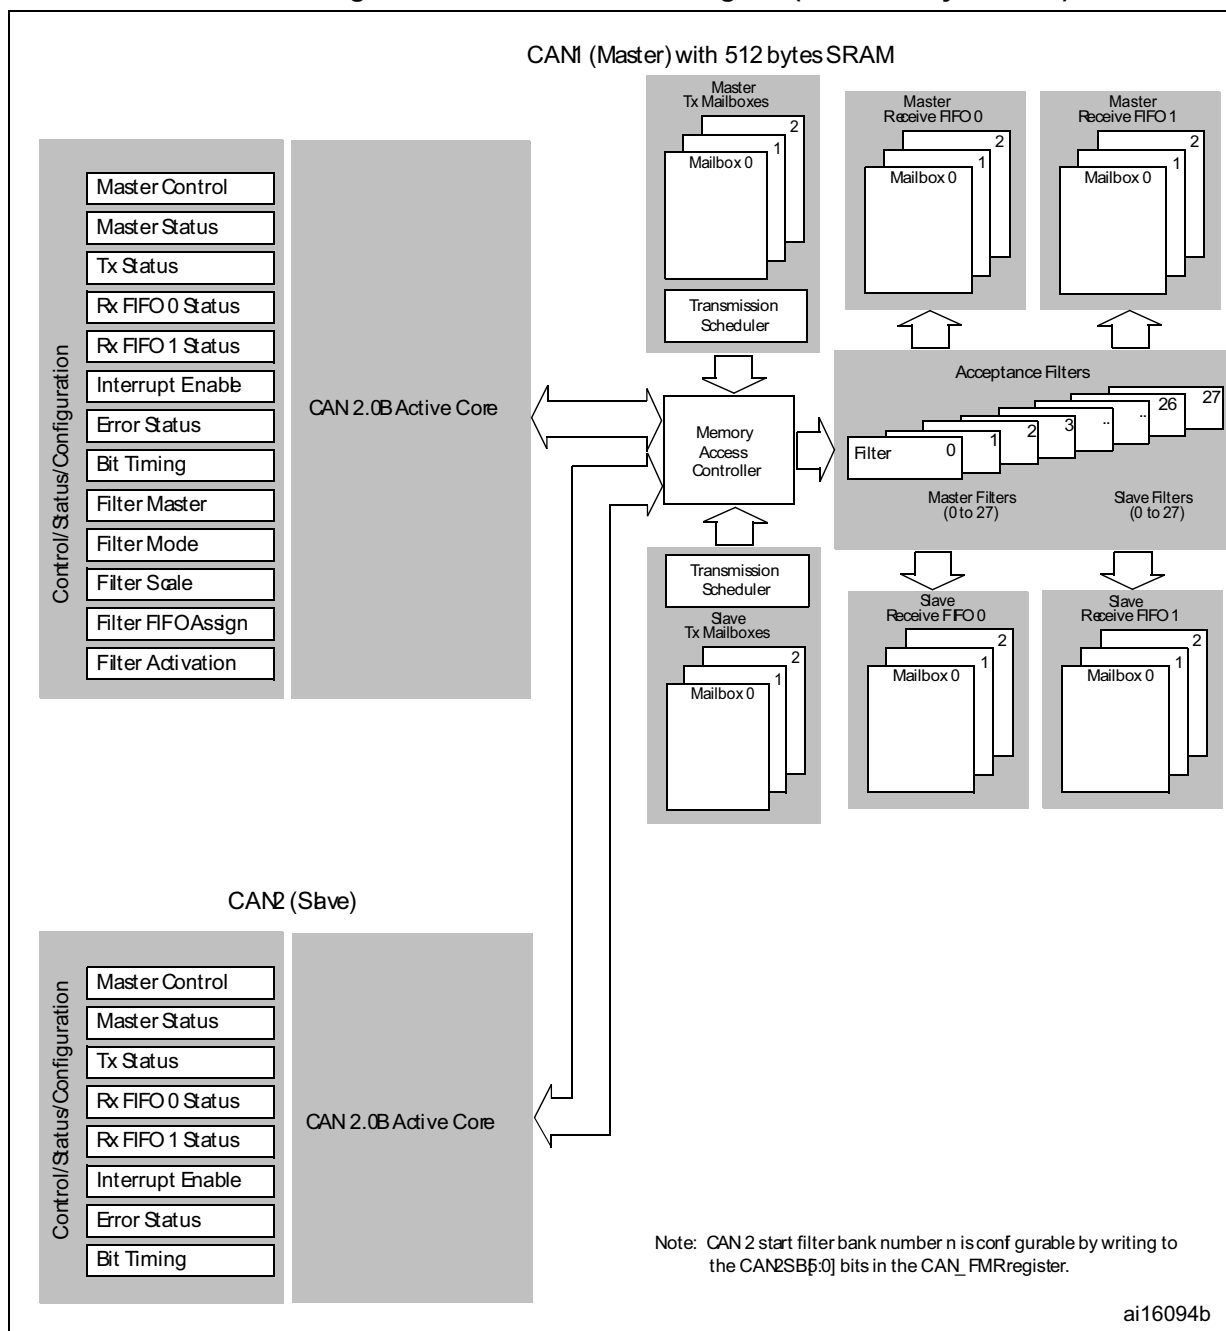 CAN1 (Master) with 512 bytes SRAM
Master
Tx Mailboxes
2
1
Mailbox 0
Transmission
Scheduler
Master
Receive FIFO 0
2
1
Mailbox 0
Master
Receive FIFO 1
2
1
Mailbox 0
Control/Status/Configuration
Master Control
Master Status
Tx Status
Rx FIFO 0 Status
Rx FIFO 1 Status
Interrupt Enable
Error Status
Bit Timing
Filter Master
Filter Mode
Filter Scale
Filter FIFO Assign
Filter Activation
CAN 2.0B Active Core
Memory
Access
Controller
Acceptance Filters
Filter 0
1
2
3
..
..
26
27
Master Filters
(0 to 27)
Slave Filters
(0 to 27)
Transmission
Scheduler
Slave
Tx Mailboxes
2
1
Mailbox 0
Slave
Receive FIFO 0
2
1
Mailbox 0
Slave
Receive FIFO 1
2
1
Mailbox 0
CAN2 (Slave)
Control/Status/Configuration
Master Control
Master Status
Tx Status
Rx FIFO 0 Status
Rx FIFO 1 Status
Interrupt Enable
Error Status
Bit Timing
CAN 2.0B Active Core
Note: CAN 2 start filter bank number n is conf gurable by writing to
the CAN2SB[5:0] bits in the CAN_FMR register.
ai16094b